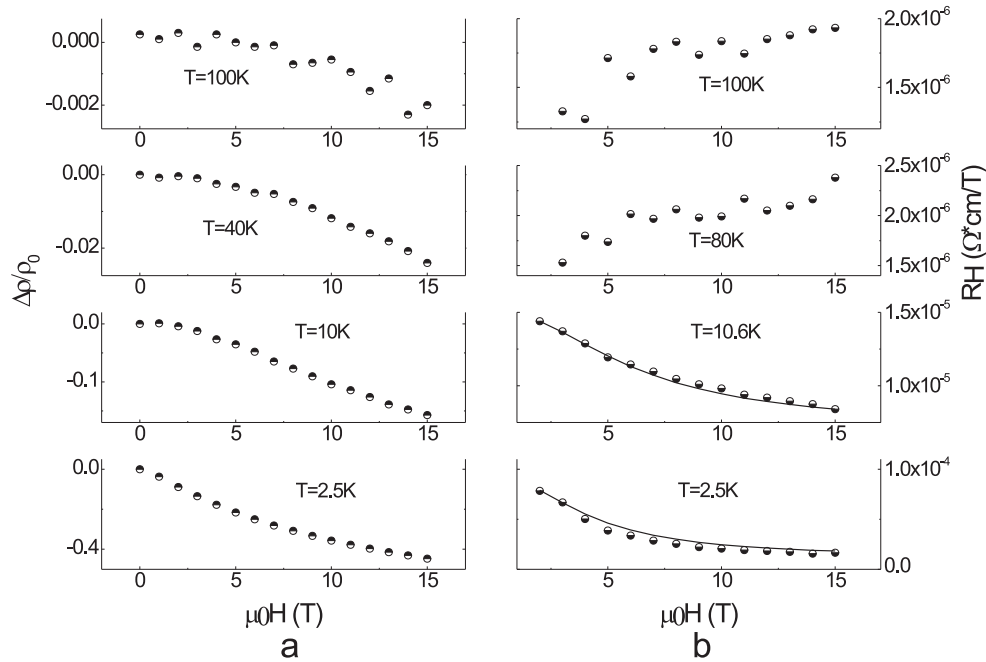 0.000
-0.002
T=100K
0 5 10 15
0.00
-0.02
T=40K
0 5 10 15
0.0
-0.1
T=10K
0 5 10 15
0.0
-0.4
T=2.5K
0 5 10 15
Δρ/ρ₀
μ0H (T)
a
2.0x10⁻⁶
1.5x10⁻⁶
T=100K
5 10 15
2.5x10⁻⁶
2.0x10⁻⁶
1.5x10⁻⁶
T=80K
5 10 15
1.5x10⁻⁵
1.0x10⁻⁵
T=10.6K
5 10 15
1.0x10⁻⁴
0.0
T=2.5K
5 10 15
RH (Ω*cm/T)
μ0H (T)
b